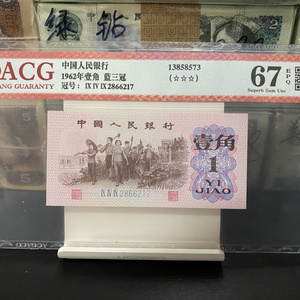 绿 钻
ACG
NG GUARANTY
中国人民银行
1962年壹角 蓝三冠
冠号: IX IV IX 2866217
13858573
(☆☆☆)
67 EPQ
Superb Gem Unc
中国人民银行
壹角
1
YI
JIAO
IX IV IX 2866217